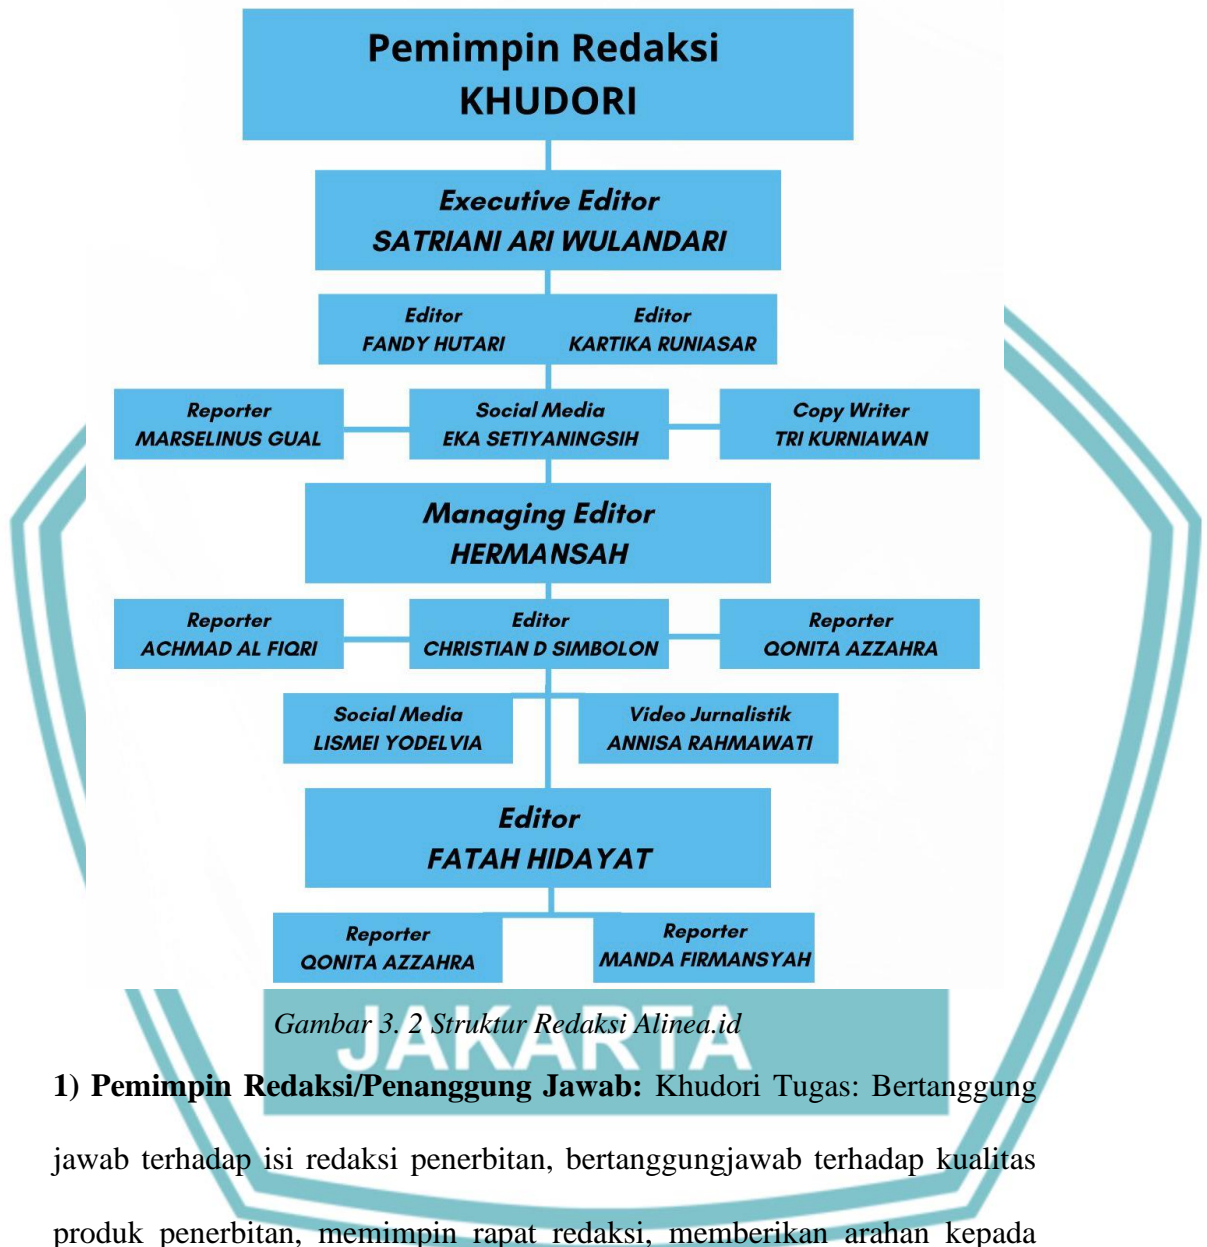 Pemimpin Redaksi
KHUDORI
Executive Editor
SATRIANI ARI WULANDARI
Editor
FANDY HUTARI
Editor
KARTIKA RUNIASAR
Reporter
MARSELINUS GUAL
Social Media
EKA SETIYANINGSIH
Copy Writer
TRI KURNIAWAN
Managing Editor
HERMANSAH
Reporter
ACHMAD AL FIQRI
Editor
CHRISTIAN D SIMBOLON
Reporter
QONITA AZZAHRA
Social Media
LISMEI YODELVIA
Video Jurnalistik
ANNISA RAHMAWATI
Editor
FATAH HIDAYAT
Reporter
QONITA AZZAHRA
Reporter
MANDA FIRMANSYAH
Gambar 3. 2 Struktur Redaksi Alinea.id
JAKARTA
1) Pemimpin Redaksi/Penanggung Jawab: Khudori Tugas: Bertanggung
jawab terhadap isi redaksi penerbitan, bertanggungjawab terhadap kualitas
produk penerbitan, memimpin rapat redaksi, memberikan arahan kepada